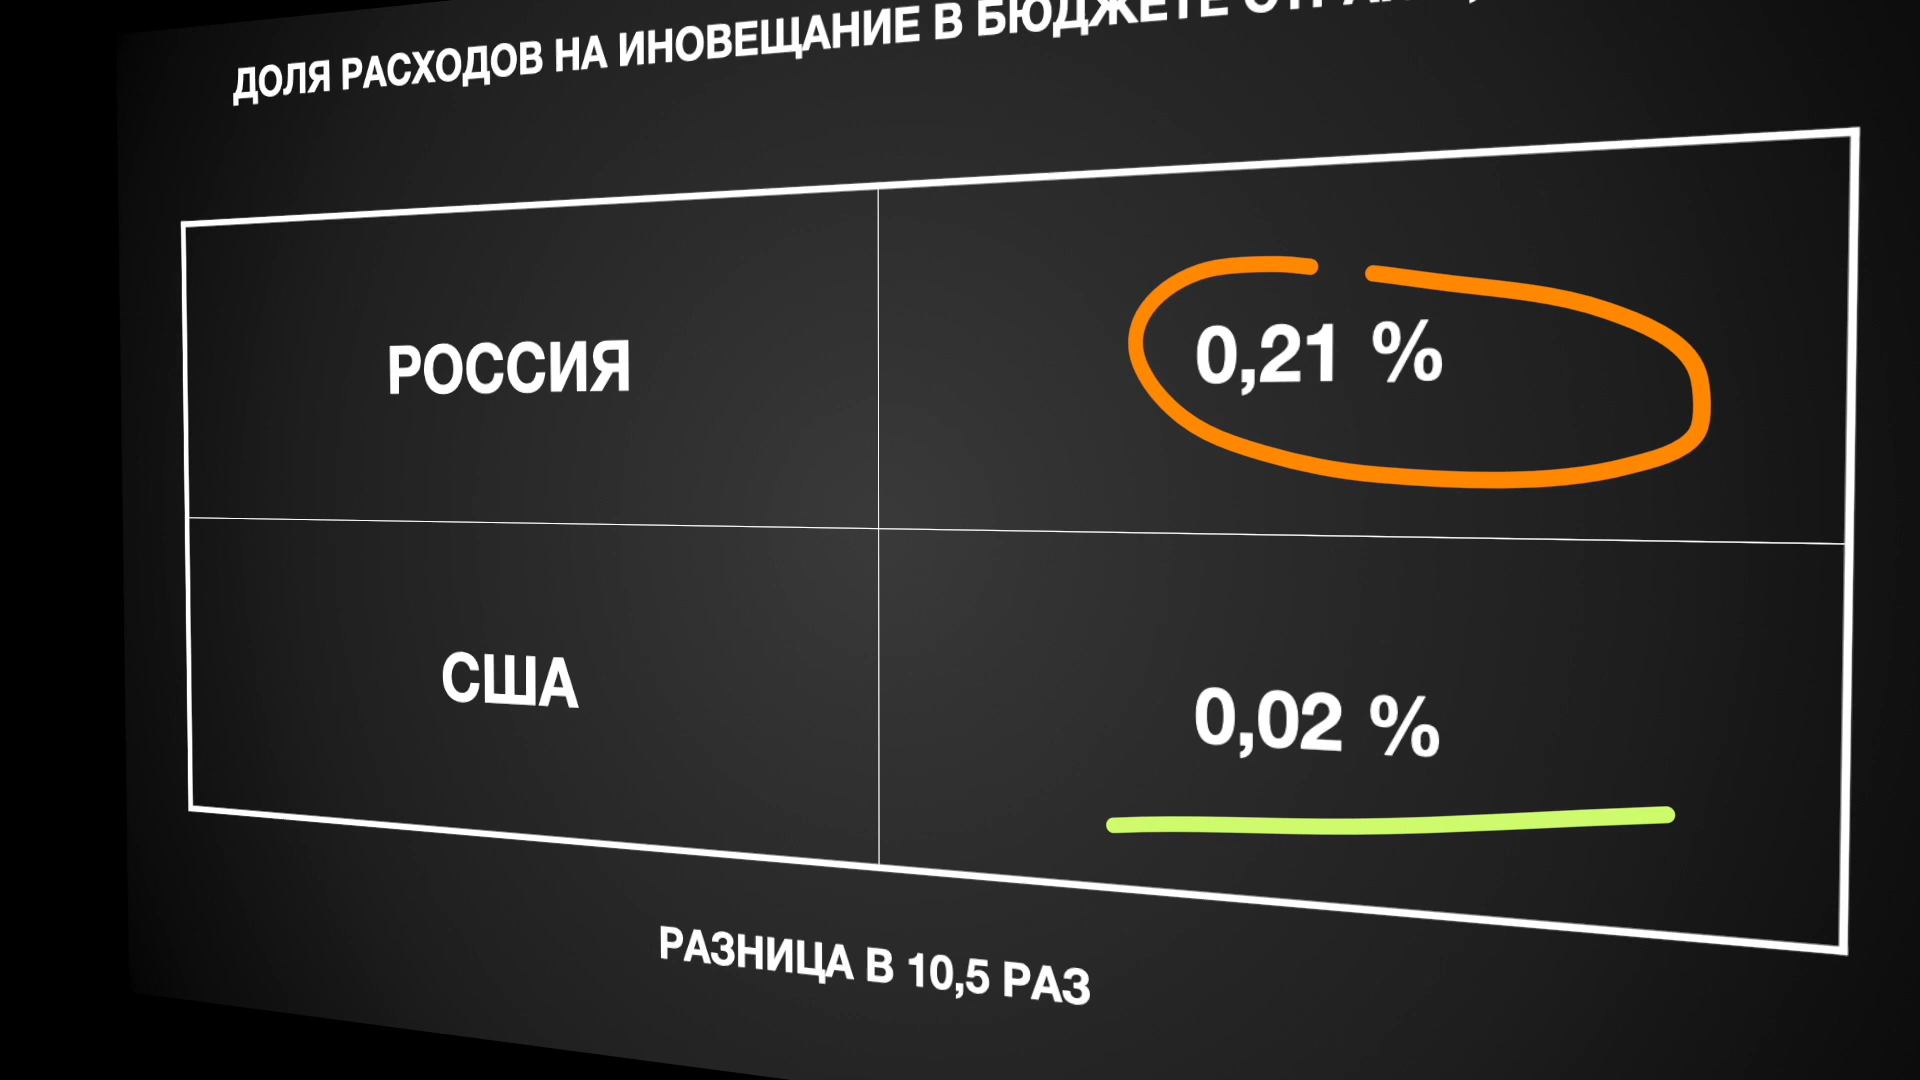 ДОЛЯ РАСХОДОВ НА ИНОВЕЩАНИЕ В БЮДЖЕТЕ
РОССИЯ
0,21 %
США
0,02 %
РАЗНИЦА В 10,5 РАЗ